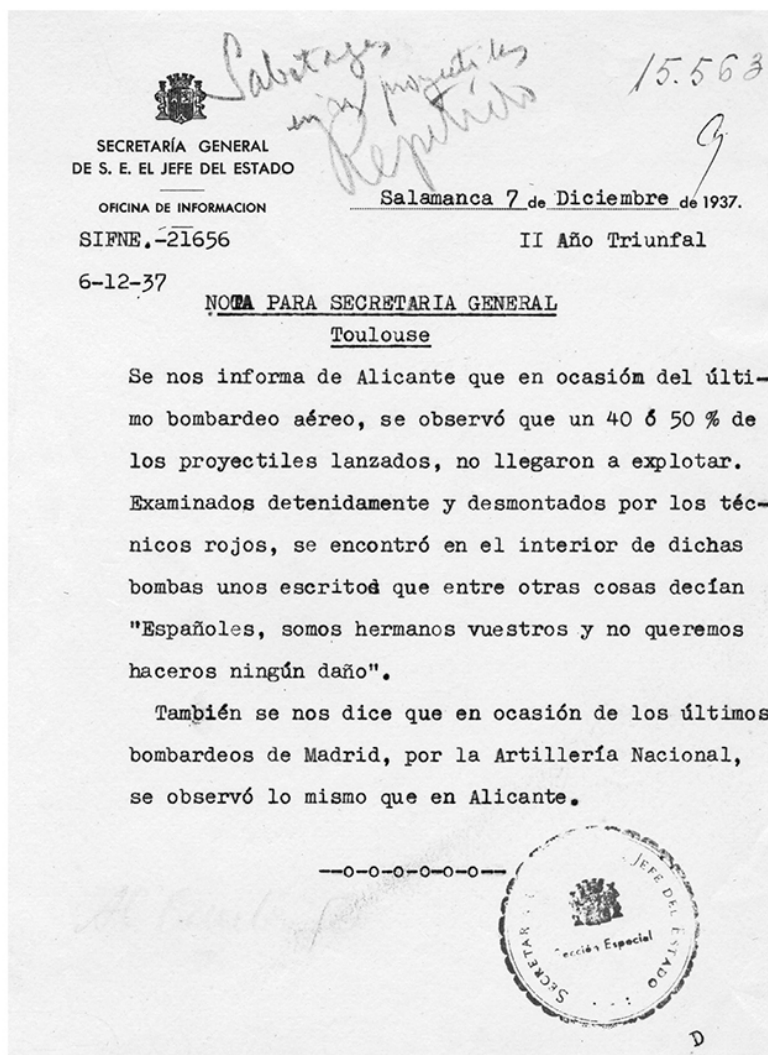 Sabotages
en los proyectiles
Repetido
15.563
SECRETARÍA GENERAL
DE S. E. EL JEFE DEL ESTADO
OFICINA DE INFORMACION
Salamanca 7 de Diciembre de 1937.
SIFNE.-21656
II Año Triunfal
6-12-37
NOTA PARA SECRETARIA GENERAL
Toulouse
Se nos informa de Alicante que en ocasión del últi-
mo bombardeo aéreo, se observó que un 40 ó 50 % de
los proyectiles lanzados, no llegaron a explotar.
Examinados detenidamente y desmontados por los téc-
nicos rojos, se encontró en el interior de dichas
bombas unos escritos que entre otras cosas decían
"Españoles, somos hermanos vuestros y no queremos
haceros ningún daño".
También se nos dice que en ocasión de los últimos
bombardeos de Madrid, por la Artillería Nacional,
se observó lo mismo que en Alicante.
--o-o-o-o-o-o--
JEFE DEL ESTADO
Sección Especial
D